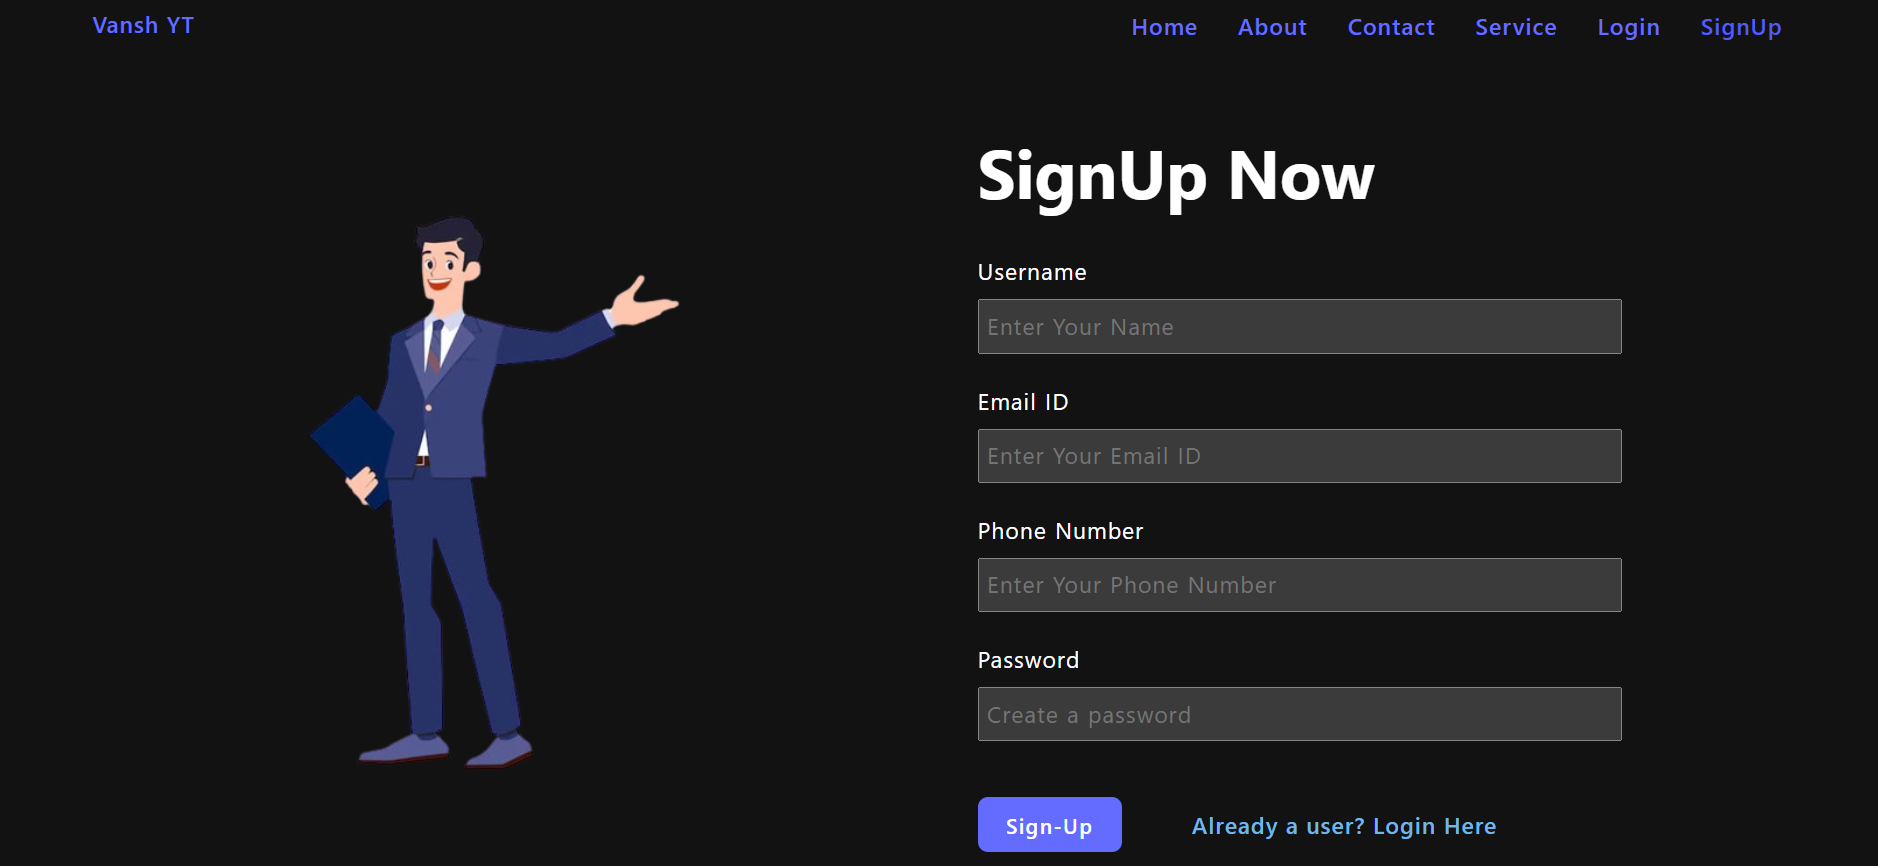 Vansh YT
Home About Contact Service Login SignUp
SignUp Now
Username
Enter Your Name
Email ID
Enter Your Email ID
Phone Number
Enter Your Phone Number
Password
Create a password
Sign-Up
Already a user? Login Here